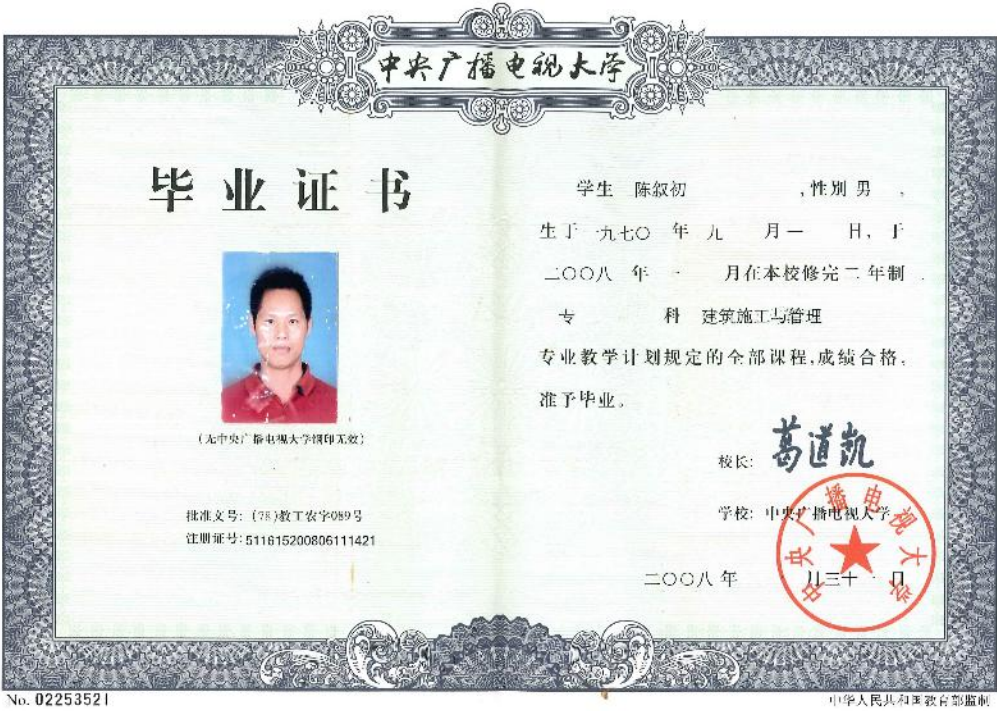 中央广播电视大学
毕业证书
(无中央广播电视大学钢印无效)
批准文号:(78)教工农字089号
注册证号:511615200806111421
学生 陈叙初 ,性别 男 ,
生于 一九七〇 年 九 月 一 日, 于
二〇〇八 年 一 月在本校修完 二 年制
专 科 建筑施工与管理
专业教学计划规定的全部课程,成绩合格,
准予毕业。
校长: 葛道凯
学校: 中央广播电视大学
二〇〇八 年 月三十一日
中央广播电视大学
No. 02253521
中华人民共和国教育部监制